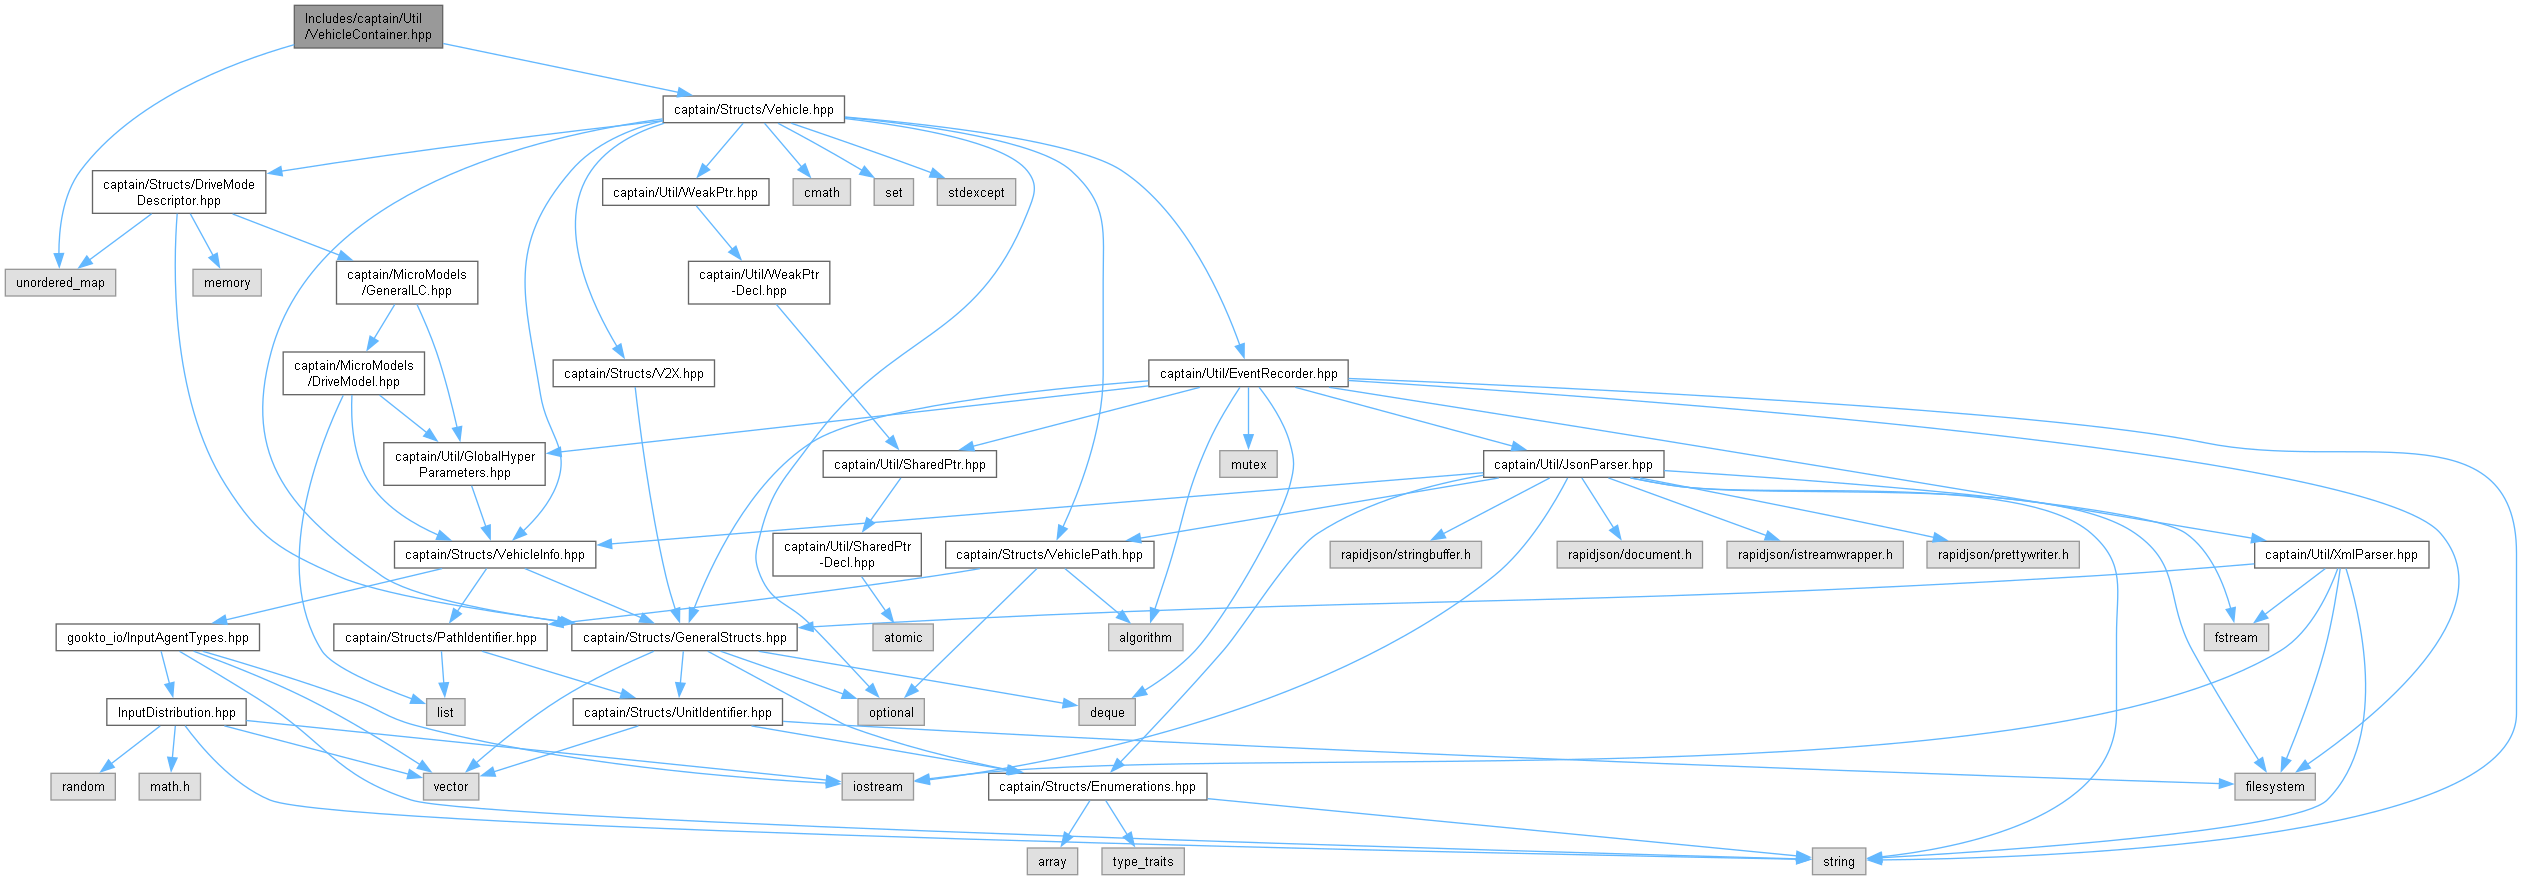 Includes/captain/Util
/VehicleContainer.hpp
captain/Structs/Vehicle.hpp
captain/Structs/DriveMode
Descriptor.hpp
captain/Util/WeakPtr.hpp
cmath
set
stdexcept
unordered_map
memory
captain/MicroModels
/GeneralLC.hpp
captain/Util/WeakPtr
-Decl.hpp
captain/MicroModels
/DriveModel.hpp
captain/Structs/V2X.hpp
captain/Util/EventRecorder.hpp
captain/Util/GlobalHyper
Parameters.hpp
captain/Util/SharedPtr.hpp
mutex
captain/Util/JsonParser.hpp
captain/Structs/VehicleInfo.hpp
captain/Util/SharedPtr
-Decl.hpp
captain/Structs/VehiclePath.hpp
rapidjson/stringbuffer.h
rapidjson/document.h
rapidjson/istreamwrapper.h
rapidjson/prettywriter.h
captain/Util/XmlParser.hpp
gookto_io/InputAgentTypes.hpp
captain/Structs/PathIdentifier.hpp
captain/Structs/GeneralStructs.hpp
atomic
algorithm
fstream
InputDistribution.hpp
list
captain/Structs/UnitIdentifier.hpp
optional
deque
random
math.h
vector
iostream
captain/Structs/Enumerations.hpp
filesystem
array
type_traits
string